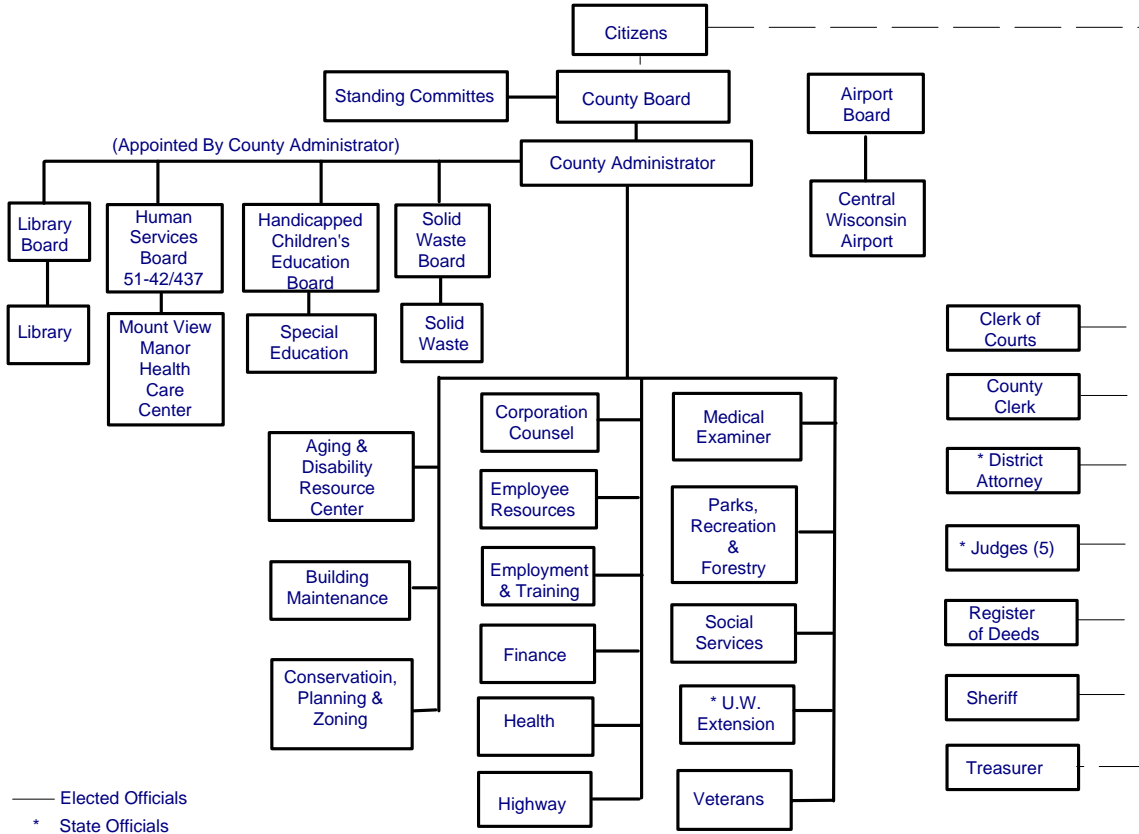 Citizens
Standing Committes
County Board
Airport
Board
(Appointed By County Administrator)
County Administrator
Central
Wisconsin
Airport
Library
Board
Human
Services
Board
51-42/437
Handicapped
Children's
Education
Board
Solid
Waste
Board
Library
Mount View
Manor
Health
Care
Center
Special
Education
Solid
Waste
Aging &
Disability
Resource
Center
Building
Maintenance
Conservatioin,
Planning &
Zoning
Corporation
Counsel
Employee
Resources
Employment
& Training
Finance
Health
Highway
Medical
Examiner
Parks,
Recreation
&
Forestry
Social
Services
* U.W.
Extension
Veterans
Clerk of
Courts
County
Clerk
* District
Attorney
* Judges (5)
Register
of Deeds
Sheriff
Treasurer
Elected Officials
* State Officials